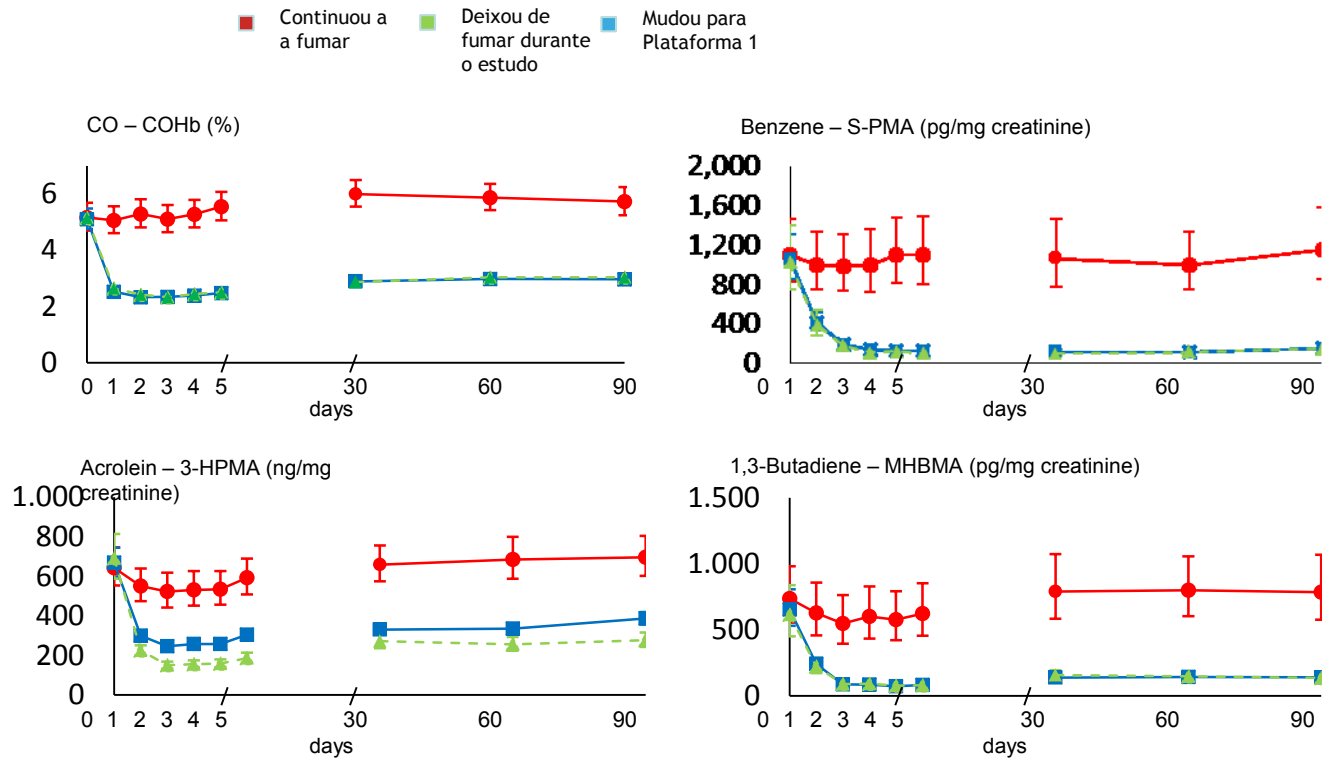 Continuou a
a fumar
Deixou de
fumar durante
o estudo
Mudou para
Plataforma 1
CO – COHb (%)
6
4
2
0
0 1 2 3 4 5 30 60 90
days
Benzene – S-PMA (pg/mg creatinine)
2,000
1,600
1,200
800
400
0
0 1 2 3 4 5 30 60 90
days
Acrolein – 3-HPMA (ng/mg
creatinine)
1.000
800
600
400
200
0
0 1 2 3 4 5 30 60 90
days
1,3-Butadiene – MHBMA (pg/mg creatinine)
1.500
1.000
500
0
0 1 2 3 4 5 30 60 90
days